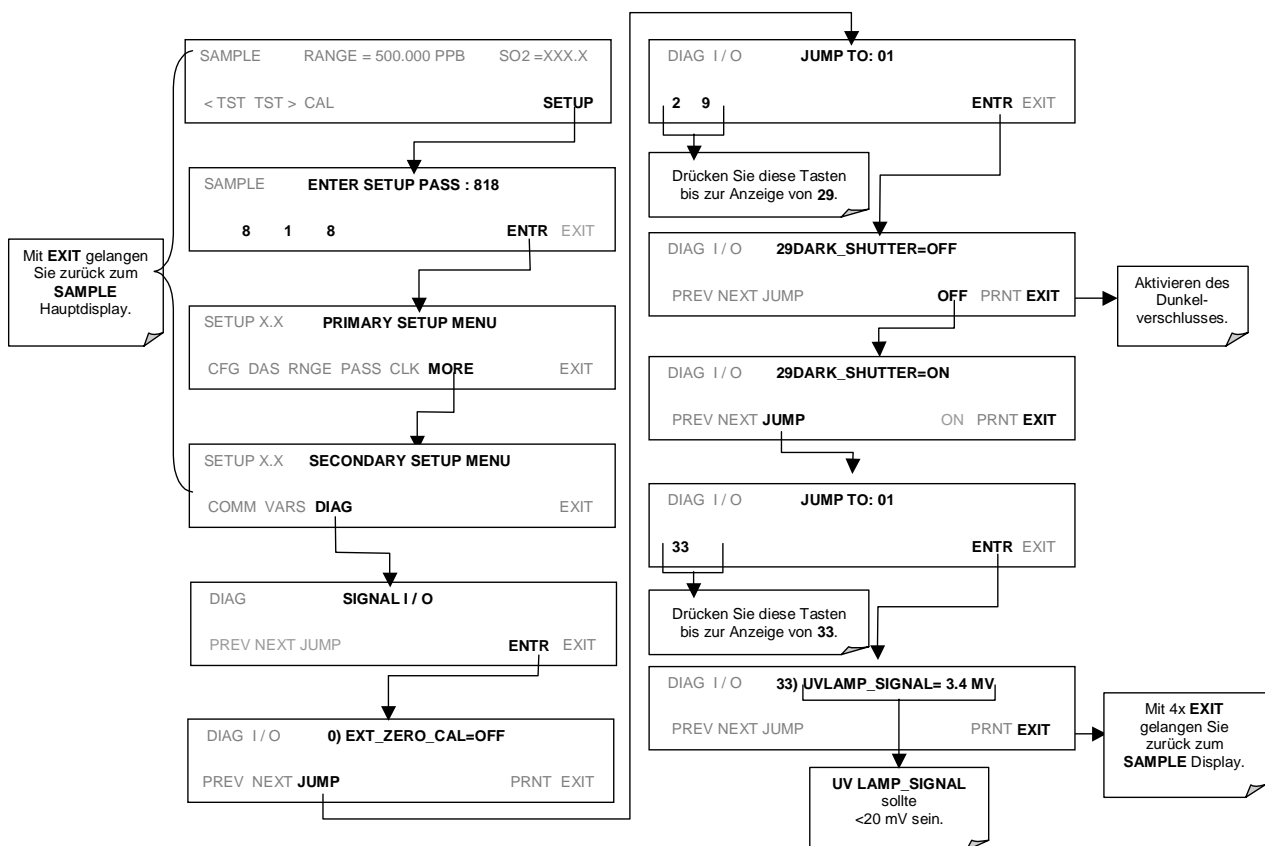 SAMPLE RANGE = 500.000 PPB SO2 =XXX.X
< TST TST > CAL SETUP
SAMPLE ENTER SETUP PASS : 818
8 1 8 ENTR EXIT
Mit EXIT gelangen
Sie zurück zum
SAMPLE
Hauptdisplay.
SETUP X.X PRIMARY SETUP MENU
CFG DAS RNGE PASS CLK MORE EXIT
SETUP X.X SECONDARY SETUP MENU
COMM VARS DIAG EXIT
DIAG SIGNAL I / O
PREV NEXT JUMP ENTR EXIT
DIAG I / O 0) EXT_ZERO_CAL=OFF
PREV NEXT JUMP PRNT EXIT
DIAG I / O JUMP TO: 01
2 9 ENTR EXIT
Drücken Sie diese Tasten
bis zur Anzeige von 29.
DIAG I / O 29DARK_SHUTTER=OFF
PREV NEXT JUMP OFF PRNT EXIT
Aktivieren des
Dunkel-
verschlusses.
DIAG I / O 29DARK_SHUTTER=ON
PREV NEXT JUMP ON PRNT EXIT
DIAG I / O JUMP TO: 01
33 ENTR EXIT
Drücken Sie diese Tasten
bis zur Anzeige von 33.
DIAG I / O 33) UVLAMP_SIGNAL= 3.4 MV
PREV NEXT JUMP PRNT EXIT
Mit 4x EXIT
gelangen Sie
zurück zum
SAMPLE Display.
UV LAMP_SIGNAL
sollte
<20 mV sein.